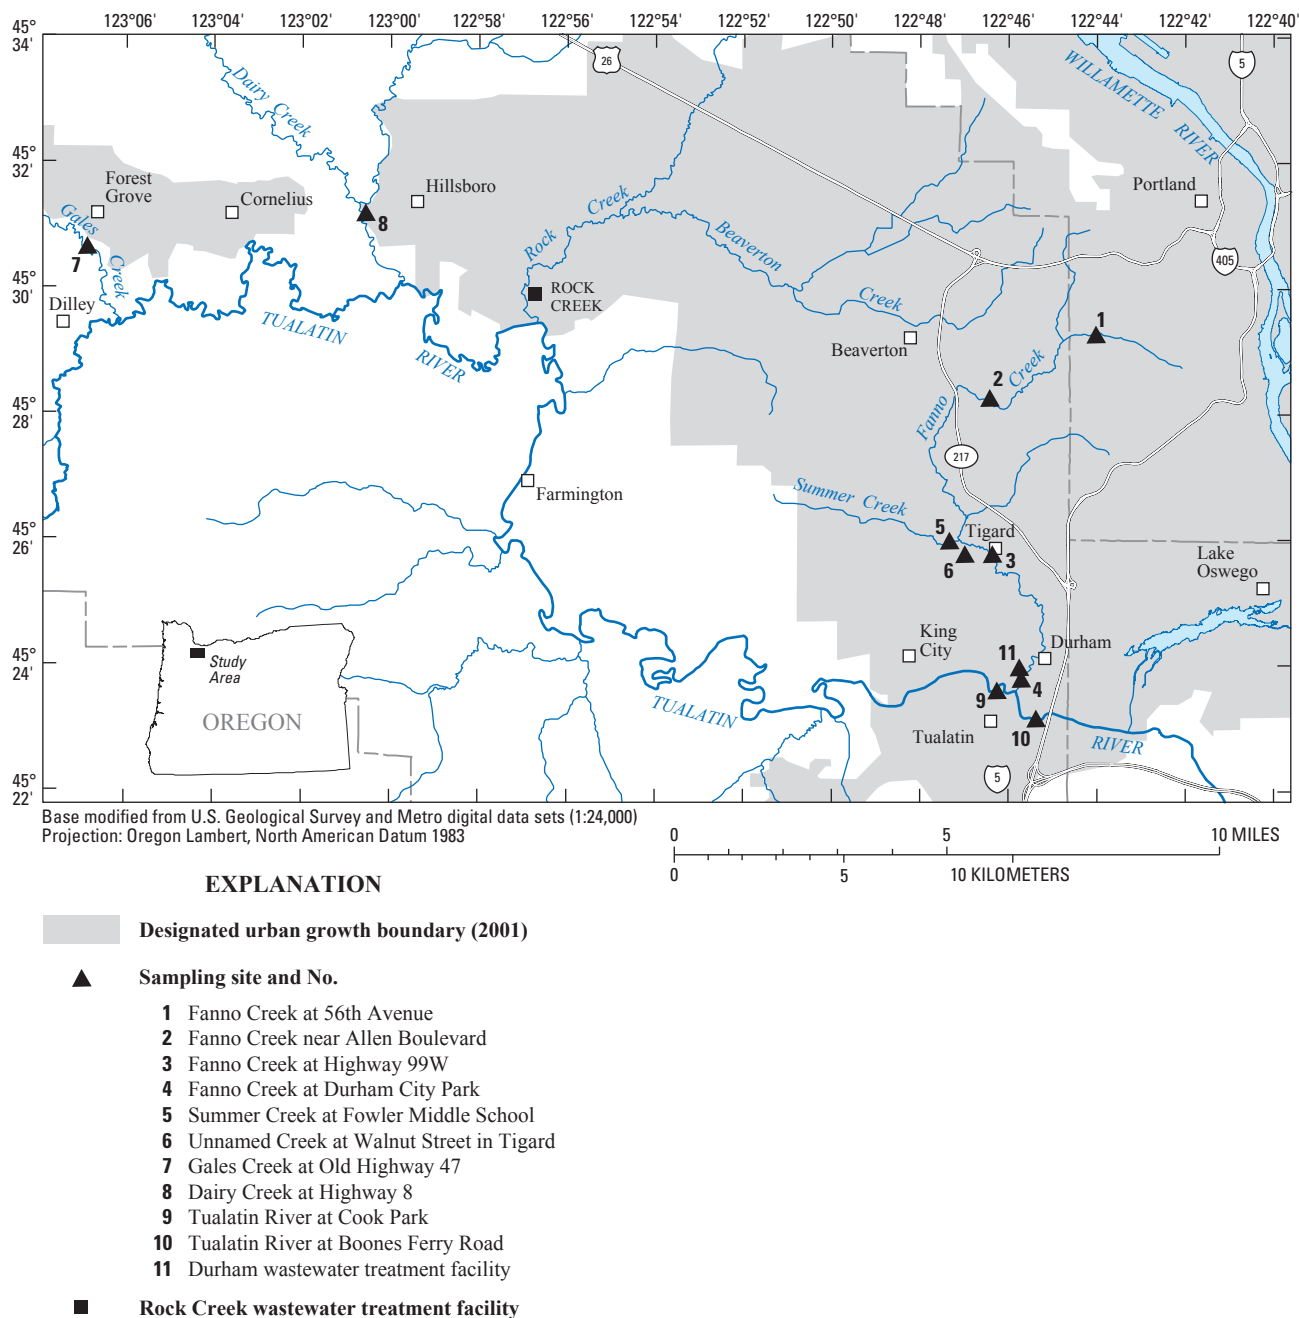 123°06' 123°04' 123°02' 123°00' 122°58' 122°56' 122°54' 122°52' 122°50' 122°48' 122°46' 122°44' 122°42' 122°40'
45°
34'
45°
32'
45°
30'
45°
28'
45°
26'
45°
24'
45°
22'
26
5
WILLAMETTE RIVER
Dairy Creek
Forest
Grove
Cornelius
Hillsboro
8
Portland
Gales
Creek
7
Rock
Creek
Beaverton
Creek
405
Dilley
ROCK
CREEK
TUALATIN
RIVER
1
Beaverton
2
Fanno
Creek
217
Farmington
Summer Creek
5
Tigard
6
3
Lake
Oswego
King
City
11
Durham
Study
Area
OREGON
9
4
TUALATIN
Tualatin
10
RIVER
5
Base modified from U.S. Geological Survey and Metro digital data sets (1:24,000)
Projection: Oregon Lambert, North American Datum 1983
0 5 10 MILES
0 5 10 KILOMETERS
EXPLANATION
Designated urban growth boundary (2001)
Sampling site and No.
1 Fanno Creek at 56th Avenue
2 Fanno Creek near Allen Boulevard
3 Fanno Creek at Highway 99W
4 Fanno Creek at Durham City Park
5 Summer Creek at Fowler Middle School
6 Unnamed Creek at Walnut Street in Tigard
7 Gales Creek at Old Highway 47
8 Dairy Creek at Highway 8
9 Tualatin River at Cook Park
10 Tualatin River at Boones Ferry Road
11 Durham wastewater treatment facility
Rock Creek wastewater treatment facility